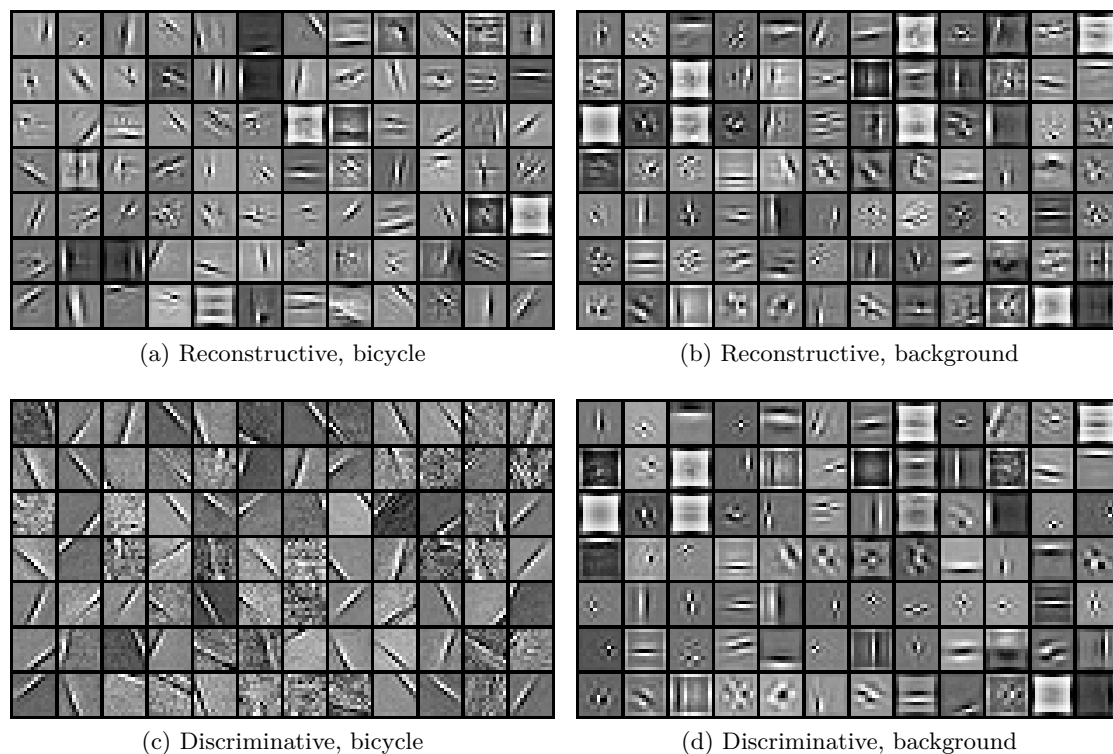 (a) Reconstructive, bicycle
(b) Reconstructive, background
(c) Discriminative, bicycle
(d) Discriminative, background